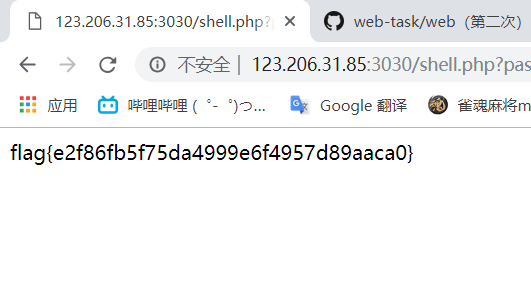 123.206.31.85:3030/shell.php?
web-task/web（第二次）
不安全 | 123.206.31.85:3030/shell.php?pas
应用 哔哩哔哩 (゜-゜)つ... Google 翻译 雀魂麻将m
flag{e2f86fb5f75da4999e6f4957d89aaca0}